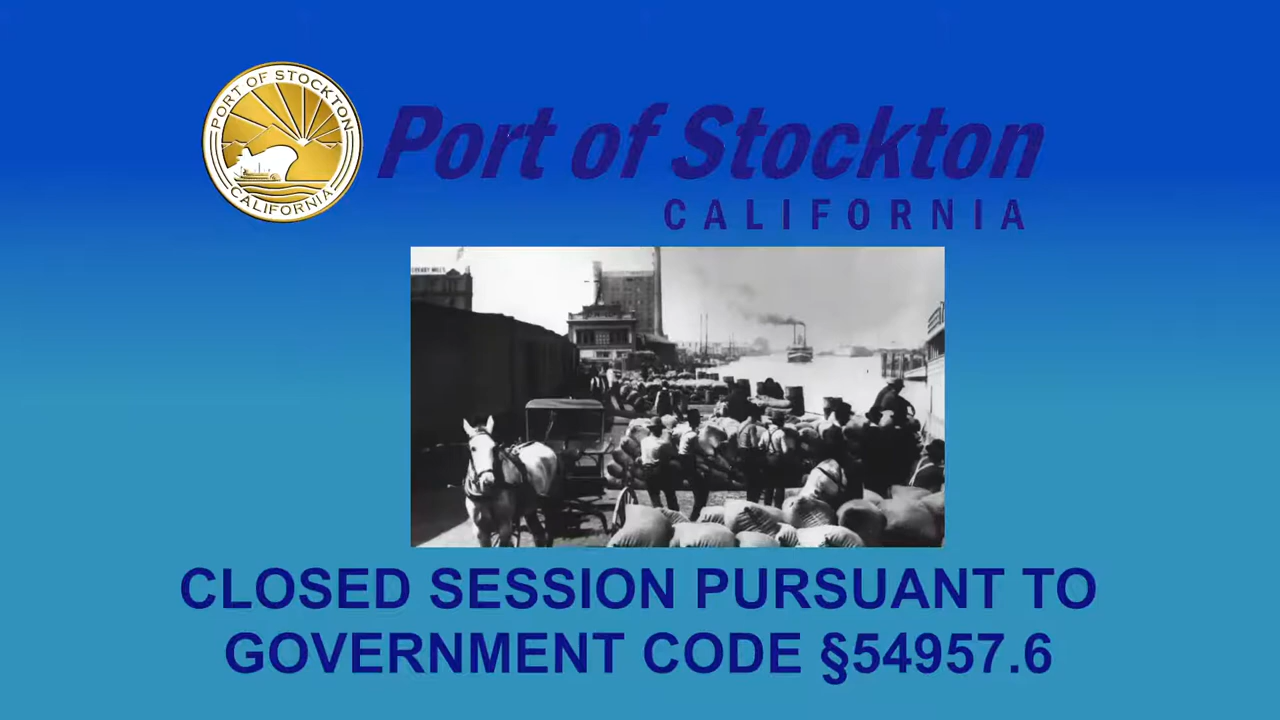 PORT OF STOCKTON
CALIFORNIA
Port of Stockton
CALIFORNIA
CLOSED SESSION PURSUANT TO
GOVERNMENT CODE §54957.6